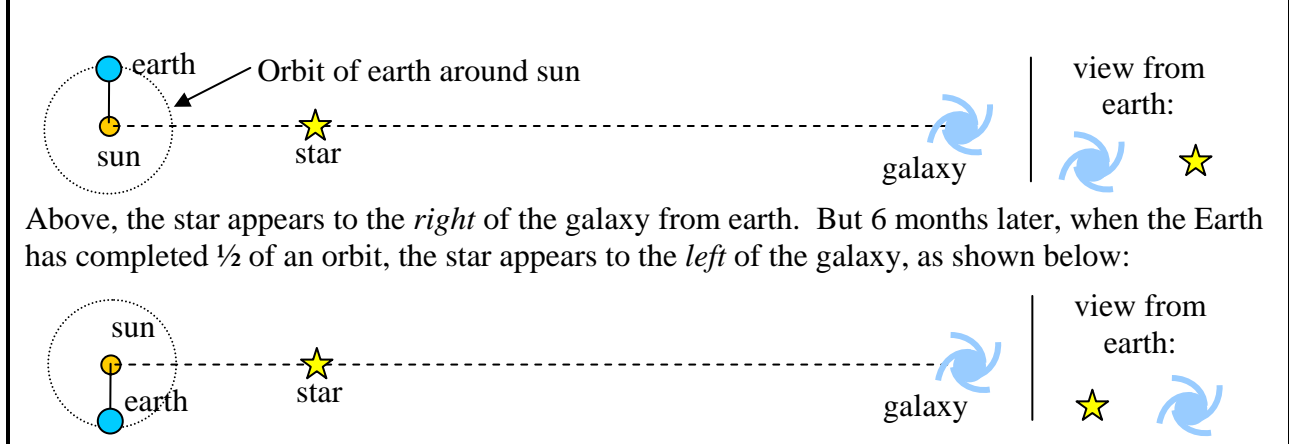 earth
Orbit of earth around sun
sun
star
galaxy
view from
earth:
Above, the star appears to the right of the galaxy from earth. But 6 months later, when the Earth
has completed ½ of an orbit, the star appears to the left of the galaxy, as shown below:
sun
earth
star
galaxy
view from
earth: